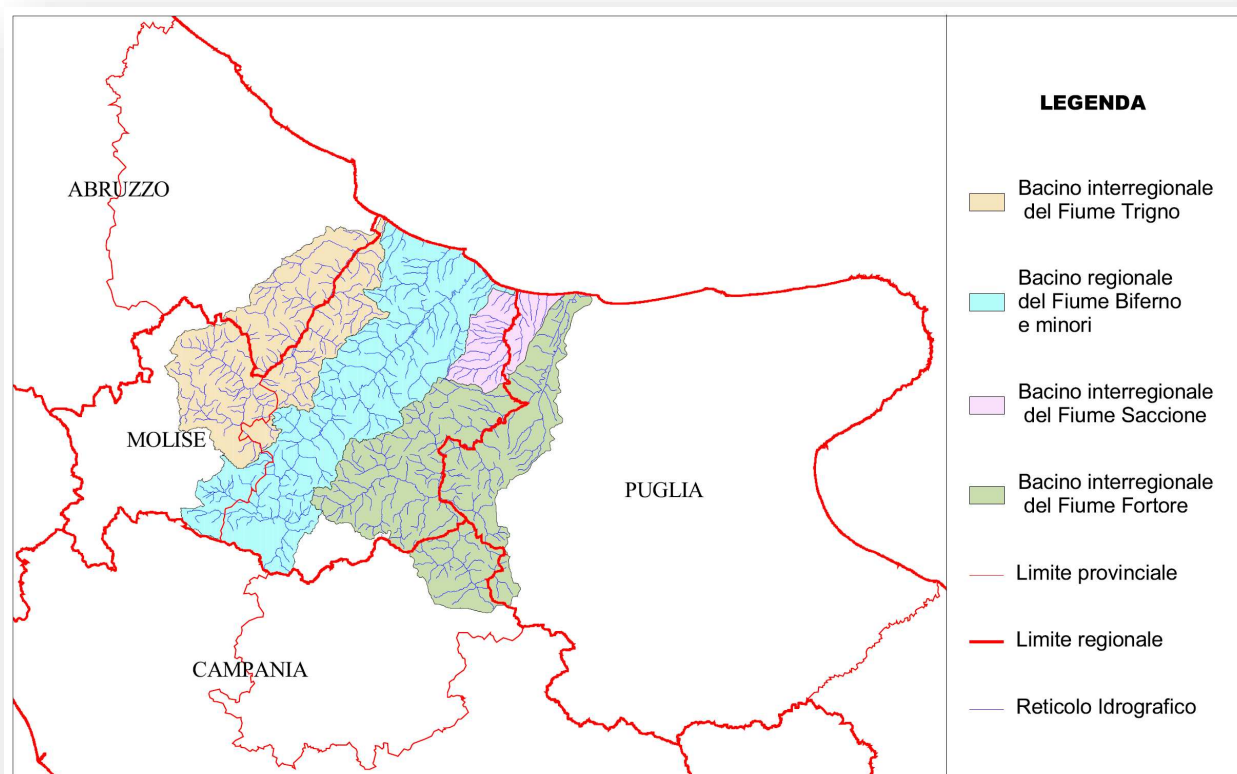 ABRUZZO
MOLISE
PUGLIA
CAMPANIA
LEGENDA
Bacino interregionale
del Fiume Trigno
Bacino regionale
del Fiume Biferno
e minori
Bacino interregionale
del Fiume Saccione
Bacino interregionale
del Fiume Fortore
Limite provinciale
Limite regionale
Reticolo Idrografico